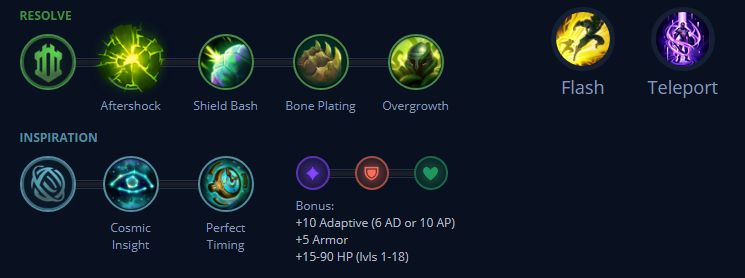 RESOLVE
Aftershock
Shield Bash
Bone Plating
Overgrowth
Flash
Teleport
INSPIRATION
Cosmic
Insight
Perfect
Timing
Bonus:
+10 Adaptive (6 AD or 10 AP)
+5 Armor
+15-90 HP (lvls 1-18)